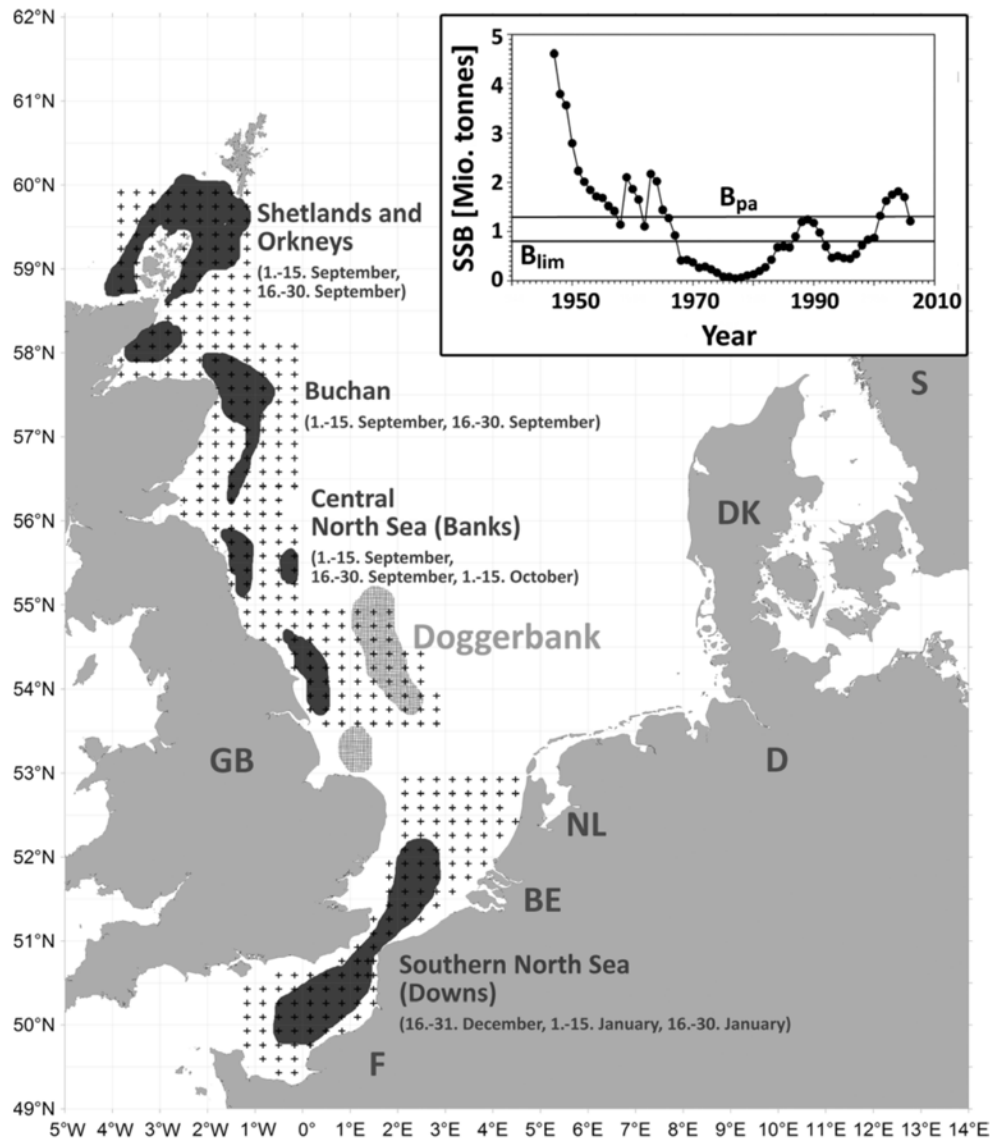 62°N
61°N
60°N
59°N
58°N
57°N
56°N
55°N
54°N
53°N
52°N
51°N
50°N
49°N
5°W 4°W 3°W 2°W 1°W 0° 1°E 2°E 3°E 4°E 5°E 6°E 7°E 8°E 9°E 10°E 11°E 12°E 13°E 14°E
SSB [Mio. tonnes]
5
4
3
2
1
0
Bpa
Blim
1950 1970 1990 2010
Year
Shetlands and
Orkneys
(1.-15. September,
16.-30. September)
Buchan
(1.-15. September, 16.-30. September)
Central
North Sea (Banks)
(1.-15. September,
16.-30. September, 1.-15. October)
Doggerbank
Southern North Sea
(Downs)
(16.-31. December, 1.-15. January, 16.-30. January)
S
DK
GB
D
NL
BE
F